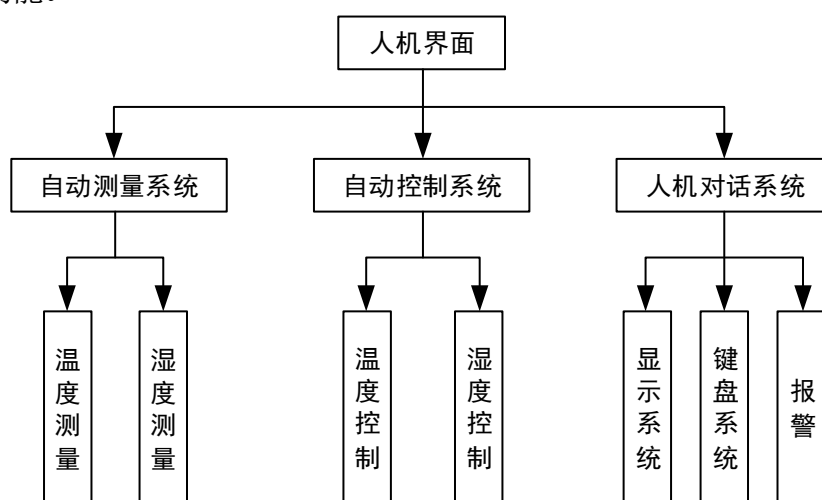 人机界面
自动测量系统
自动控制系统
人机对话系统
温度测量
湿度测量
温度控制
湿度控制
显示系统
键盘系统
报警